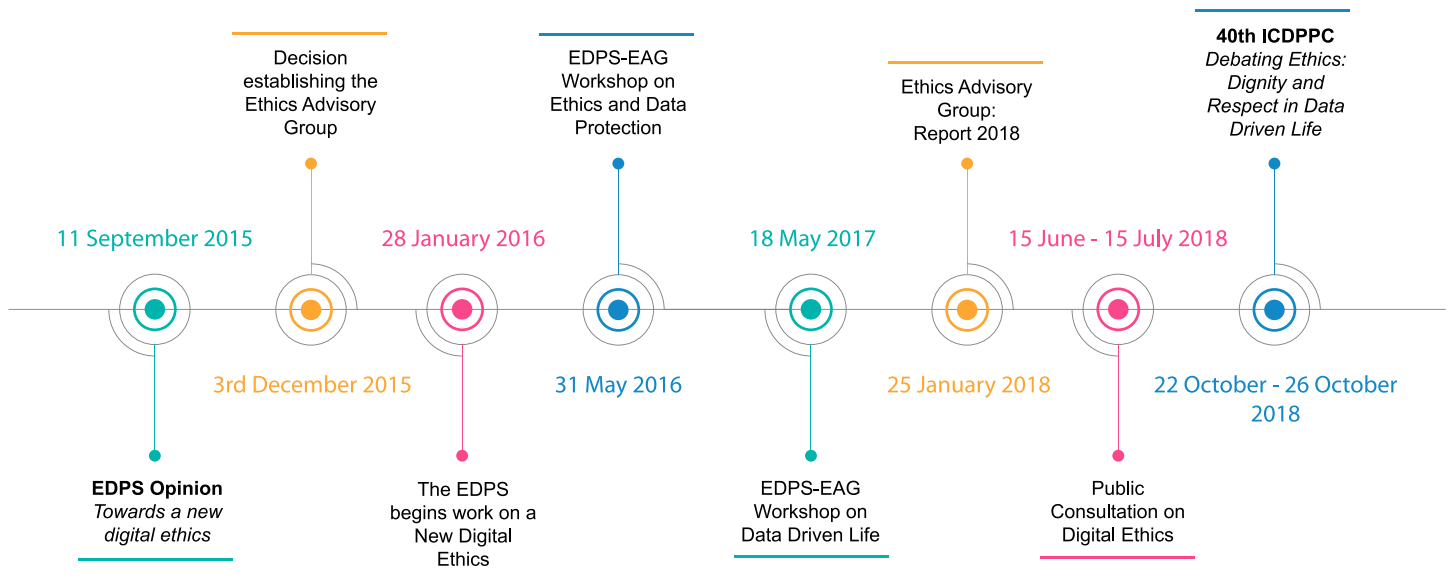 11 September 2015
EDPS Opinion
Towards a new
digital ethics
Decision
establishing the
Ethics Advisory
Group
3rd December 2015
28 January 2016
The EDPS
begins work on a
New Digital
Ethics
EDPS-EAG
Workshop on
Ethics and Data
Protection
31 May 2016
18 May 2017
EDPS-EAG
Workshop on
Data Driven Life
Ethics Advisory
Group:
Report 2018
25 January 2018
15 June - 15 July 2018
Public
Consultation on
Digital Ethics
40th ICDPPC
Debating Ethics:
Dignity and
Respect in Data
Driven Life
22 October - 26 October
2018